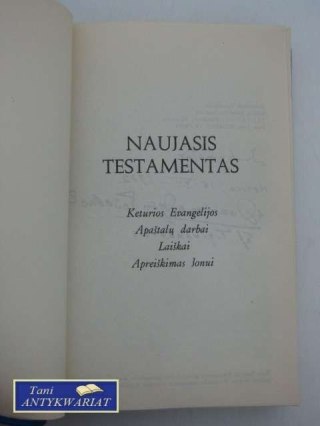 NAUJASIS
TESTAMENTAS
Keturios Evangelijos
Apaštalų darbai
Laiškai
Apreiškimas Jonui
Tani
ANTYKWARIAT